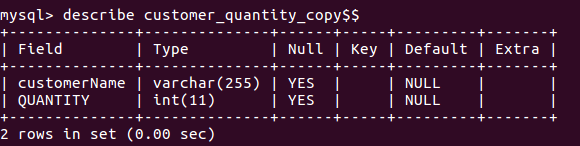 mysql> describe customer_quantity_copy$$
+--------------+--------------+------+-----+---------+-------+
| Field        | Type         | Null | Key | Default | Extra |
+--------------+--------------+------+-----+---------+-------+
| customerName | varchar(255) | YES  |     | NULL    |       |
| QUANTITY     | int(11)      | YES  |     | NULL    |       |
+--------------+--------------+------+-----+---------+-------+
2 rows in set (0.00 sec)